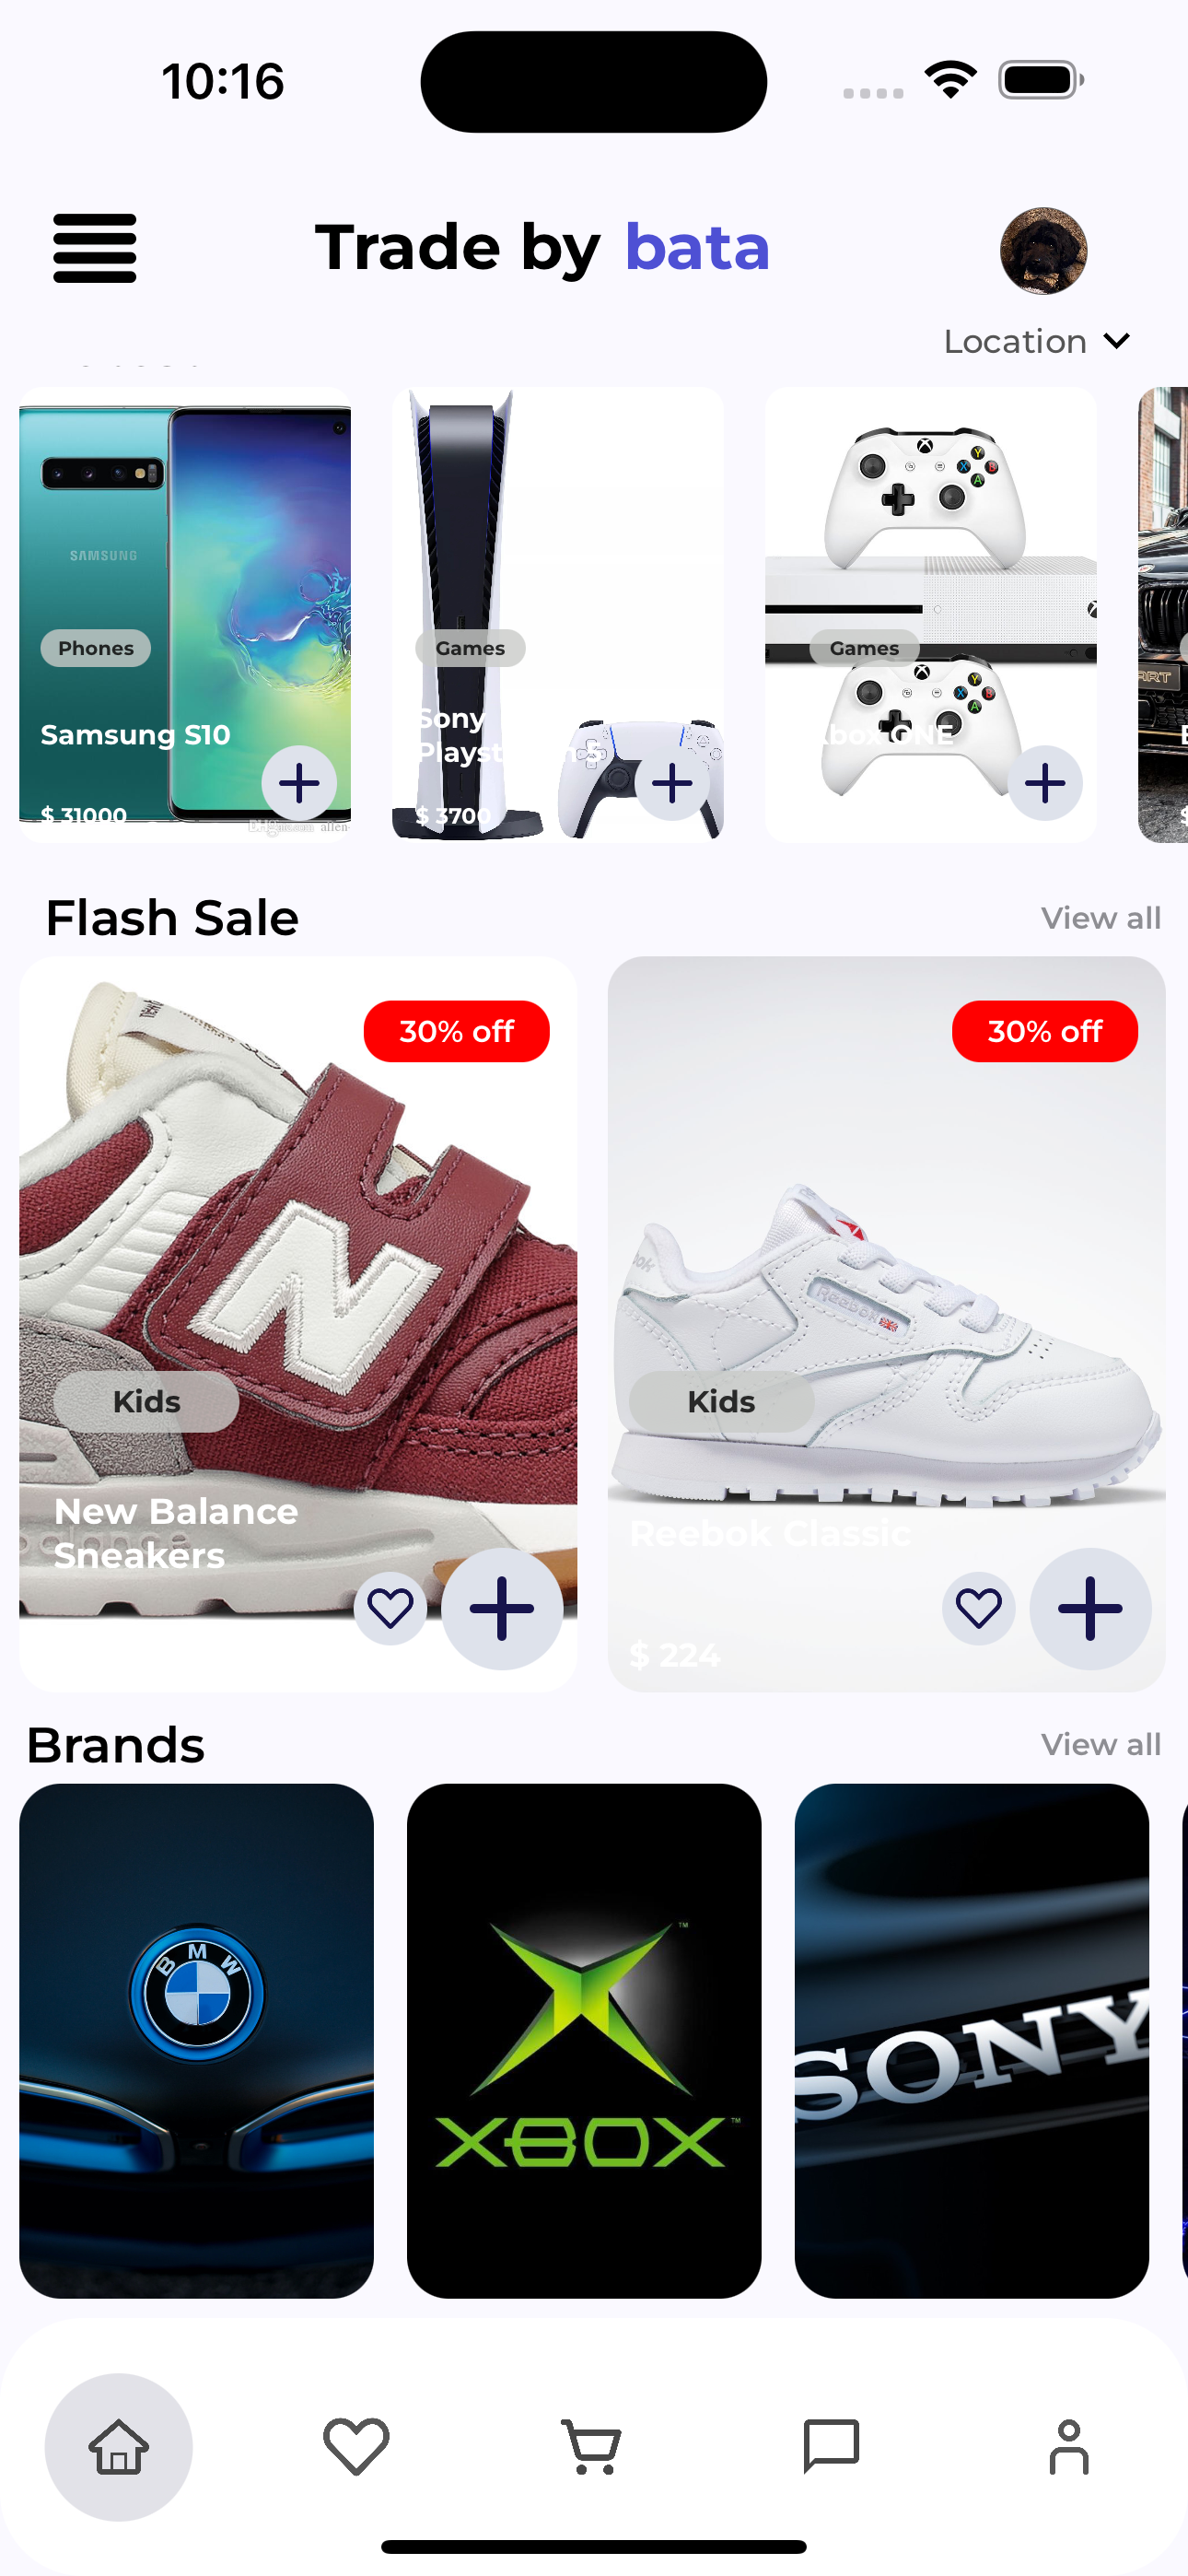 10:16
Trade by bata
Location
SAMSUNG
Phones
Games
Games
Samsung S10
Sony
Xbox ONE
$ 31000
$ 3700
Flash Sale
View all
30% off
30% off
Reebok
Kids
Kids
New Balance
Sneakers
Reebok Classic
$ 224
Brands
View all
BMW
XBOX
SONY